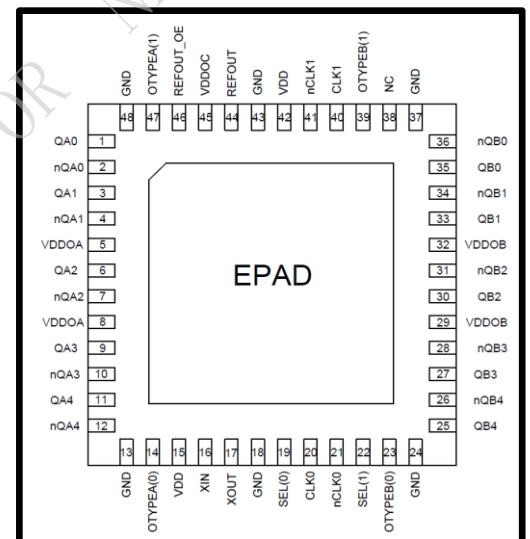 OR N
GND OTYPEA(1) REFOUT_OE VDDOC REFOUT GND VDD nCLK1 CLK1 OTYPEB(1) NC GND
48 47 46 45 44 43 42 41 40 39 38 37
QA0 1 36 nQB0
nQA0 2 35 QB0
QA1 3 34 nQB1
nQA1 4 33 QB1
VDDOA 5 32 VDDOB
QA2 6 31 nQB2
EPAD
nQA2 7 30 QB2
VDDOA 8 29 VDDOB
QA3 9 28 nQB3
nQA3 10 27 QB3
QA4 11 26 nQB4
nQA4 12 25 QB4
13 14 15 16 17 18 19 20 21 22 23 24
GND OTYPEA(0) VDD XIN XOUT GND SEL(0) CLK0 nCLK0 SEL(1) OTYPEB(0) GND